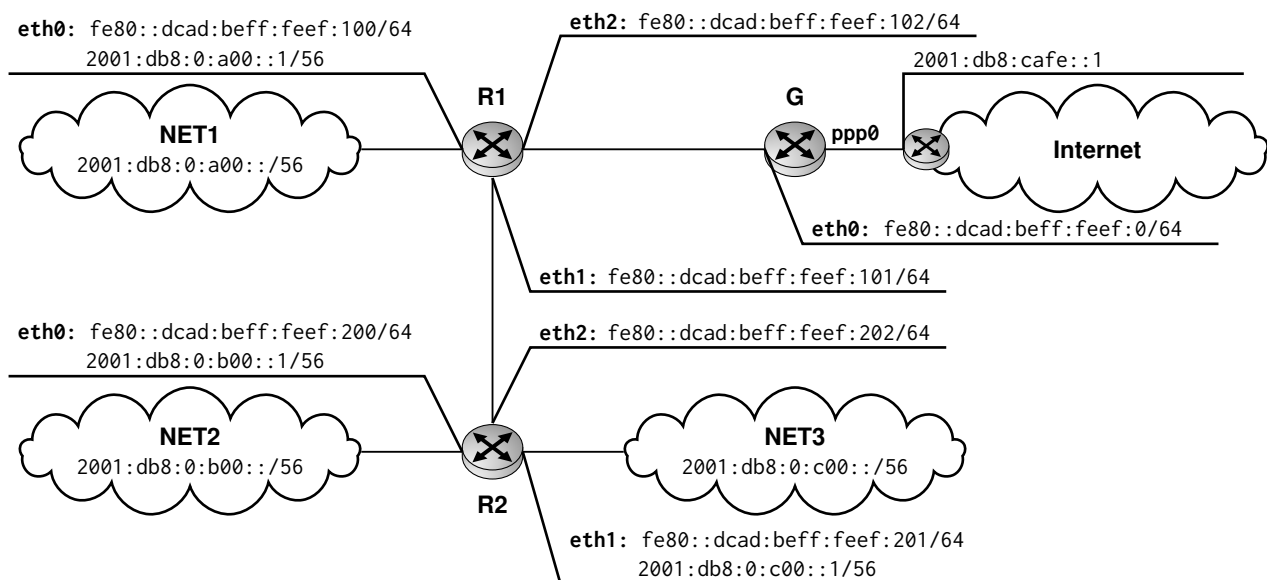 eth0: fe80::dcad:beff:feef:100/64
2001:db8:0:a00::1/56
eth2: fe80::dcad:beff:feef:102/64
2001:db8:cafe::1
R1
G
NET1
2001:db8:0:a00::/56
ppp0
Internet
eth0: fe80::dcad:beff:feef:0/64
eth1: fe80::dcad:beff:feef:101/64
eth0: fe80::dcad:beff:feef:200/64
2001:db8:0:b00::1/56
eth2: fe80::dcad:beff:feef:202/64
NET2
2001:db8:0:b00::/56
NET3
2001:db8:0:c00::/56
R2
eth1: fe80::dcad:beff:feef:201/64
2001:db8:0:c00::1/56